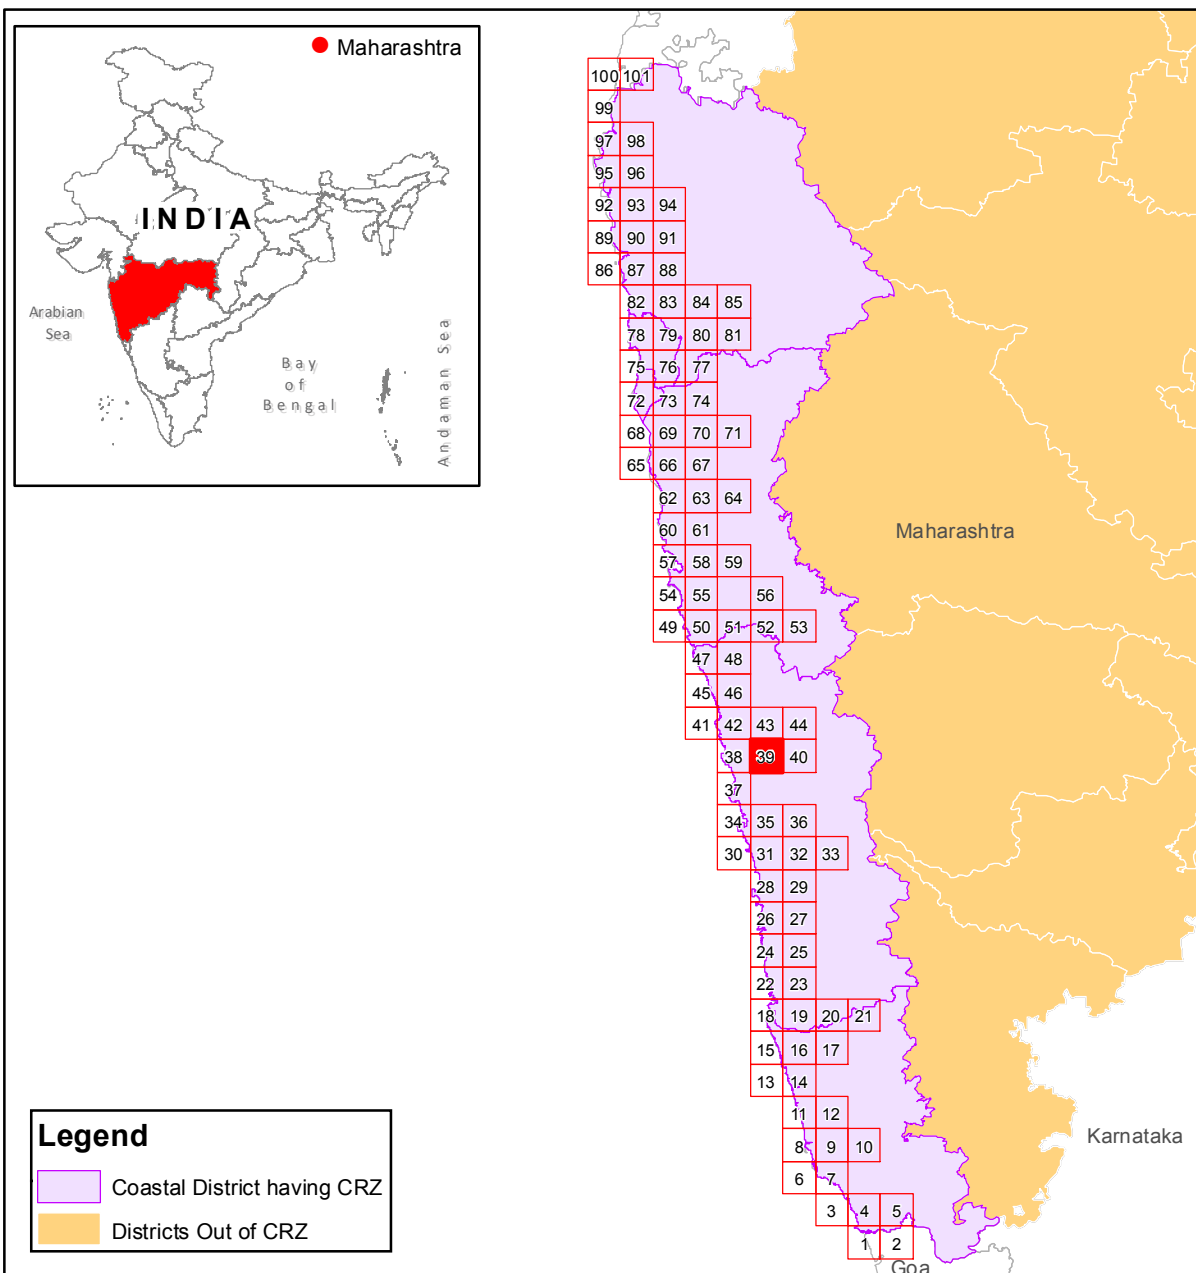 Maharashtra
INDIA
Arabian
Sea
Bay
of
Bengal
Andaman Sea
100 101
99
97 98
95 96
92 93 94
89 90 91
86 87 88
82 83 84 85
78 79 80 81
75 76 77
72 73 74
68 69 70 71
65 66 67
62 63 64
60 61
Maharashtra
57 58 59
54 55 56
49 50 51 52 53
47 48
45 46
41 42 43 44
38 39 40
37
34 35 36
30 31 32 33
28 29
26 27
24 25
22 23
18 19 20 21
15 16 17
13 14
11 12
8 9 10
Karnataka
6 7
3 4 5
1 2
Goa
Legend
Coastal District having CRZ
Districts Out of CRZ